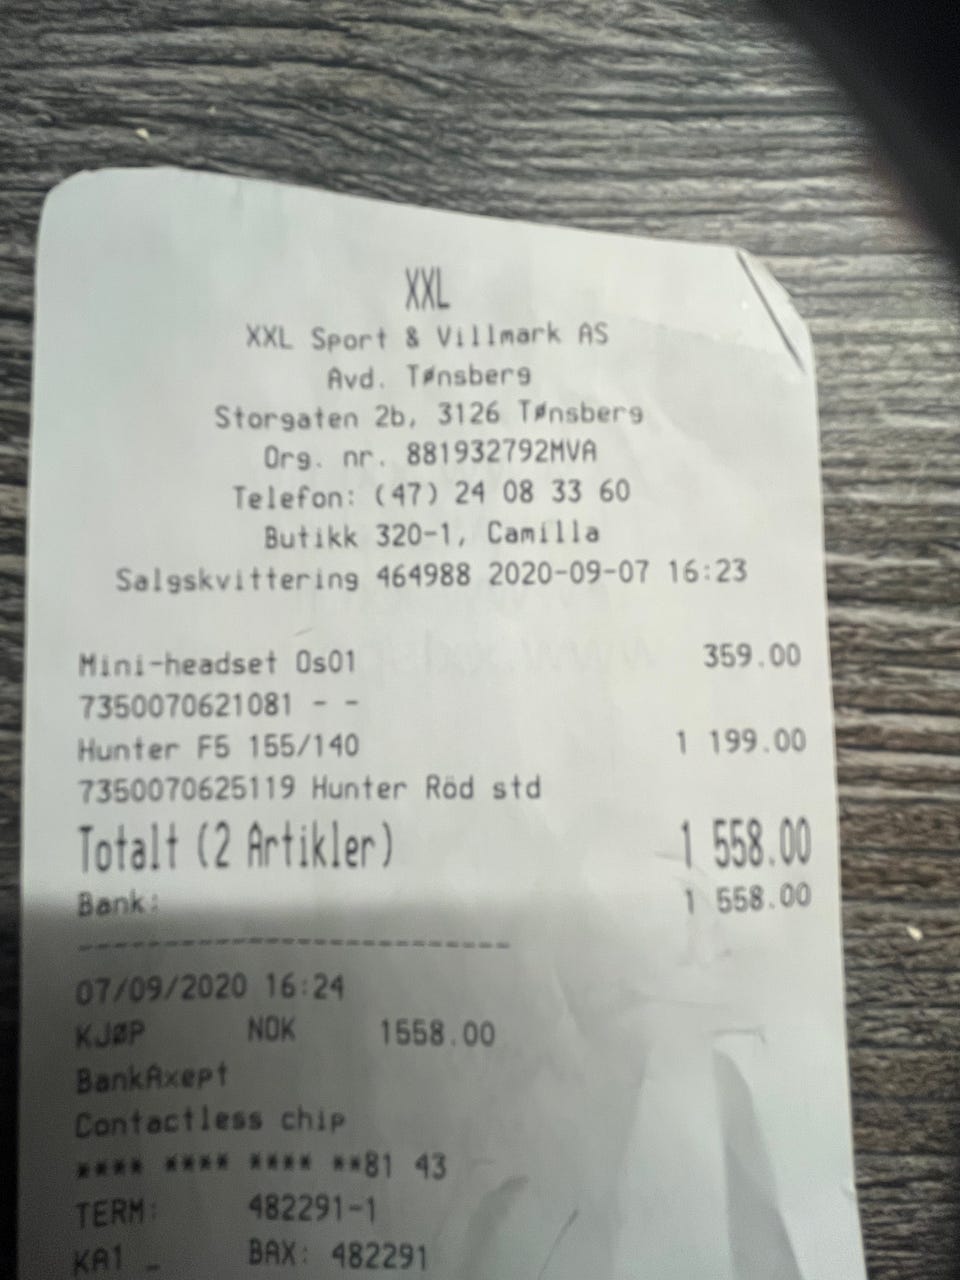 XXL
XXL Sport & Villmark AS
Avd. Tønsberg
Storgaten 2b, 3126 Tønsberg
Org. nr. 881932792MVA
Telefon: (47) 24 08 33 60
Butikk 320-1, Camilla
Salgskvittering 464988 2020-09-07 16:23
Mini-headset Os01 359.00
7350070621081 - -
Hunter F5 155/140 1 199.00
7350070625119 Hunter Röd std
Totalt (2 Artikler) 1 558.00
Bank: 1 558.00
------------------------------
07/09/2020 16:24
KJØP NOK 1558.00
BankAxept
Contactless chip
**** **** **** **81 43
TERM: 482291-1
KA1 _ BAX: 482291